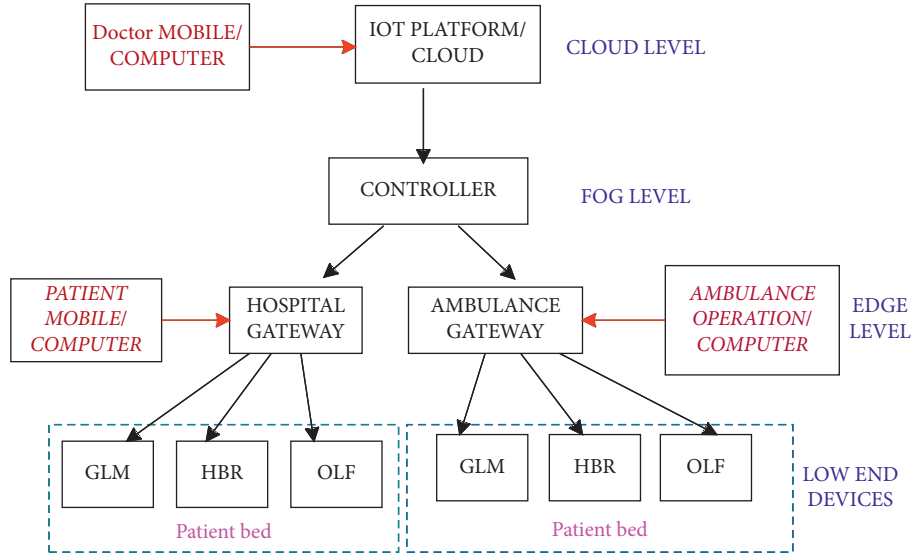 Doctor MOBILE/
COMPUTER
IOT PLATFORM/
CLOUD
CLOUD LEVEL
CONTROLLER
FOG LEVEL
PATIENT
MOBILE/
COMPUTER
HOSPITAL
GATEWAY
AMBULANCE
GATEWAY
AMBULANCE
OPERATION/
COMPUTER
EDGE
LEVEL
GLM
HBR
OLF
Patient bed
GLM
HBR
OLF
Patient bed
LOW END
DEVICES